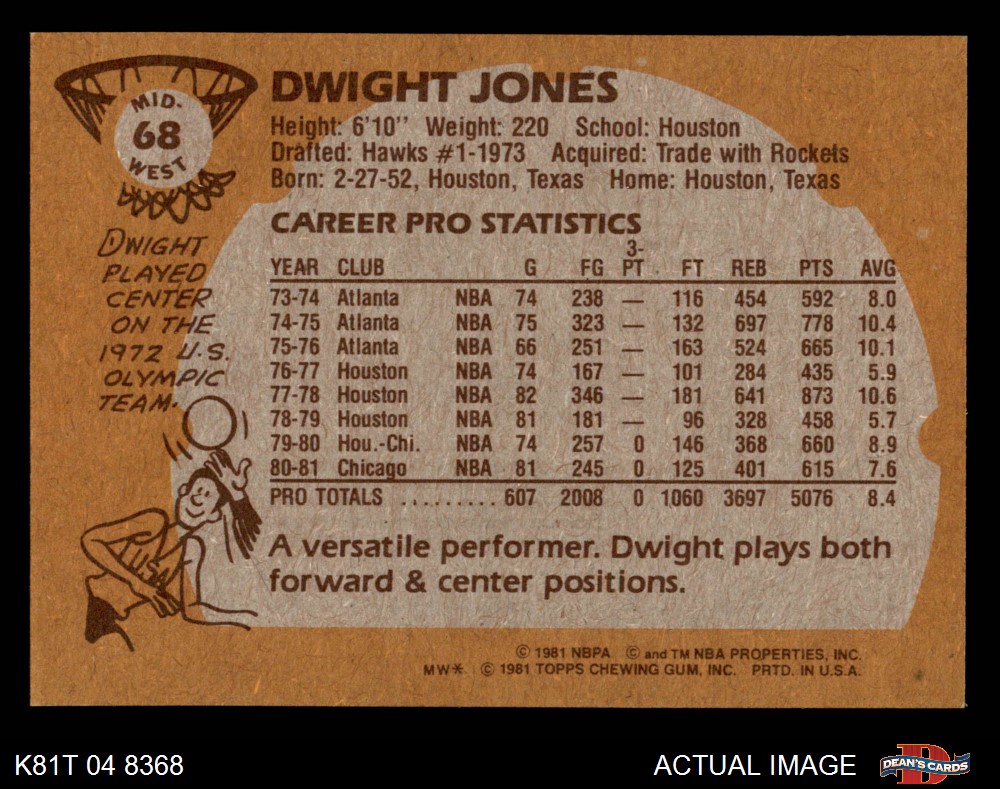 MID-
68
WEST
DWIGHT JONES
Height: 6'10'' Weight: 220 School: Houston
Drafted: Hawks #1-1973 Acquired: Trade with Rockets
Born: 2-27-52, Houston, Texas Home: Houston, Texas
DWIGHT
PLAYED
CENTER
ON THE
1972 U.S.
OLYMPIC
TEAM.
USA
CAREER PRO STATISTICS
YEAR CLUB G FG 3-PT. FT REB PTS AVG
73-74 Atlanta NBA 74 238 — 116 454 592 8.0
74-75 Atlanta NBA 75 323 — 132 697 778 10.4
75-76 Atlanta NBA 66 251 — 163 524 665 10.1
76-77 Houston NBA 74 167 — 101 284 435 5.9
77-78 Houston NBA 82 346 — 181 641 873 10.6
78-79 Houston NBA 81 181 — 96 328 458 5.7
79-80 Hou.-Chi. NBA 74 257 0 146 368 660 8.9
80-81 Chicago NBA 81 245 0 125 401 615 7.6
PRO TOTALS ......... 607 2008 0 1060 3697 5076 8.4
A versatile performer. Dwight plays both
forward & center positions.
© 1981 NBPA © and TM NBA PROPERTIES, INC.
MW* © 1981 TOPPS CHEWING GUM, INC. PRTD. IN U.S.A.
K81T 04 8368 ACTUAL IMAGE D DEAN'S CARDS